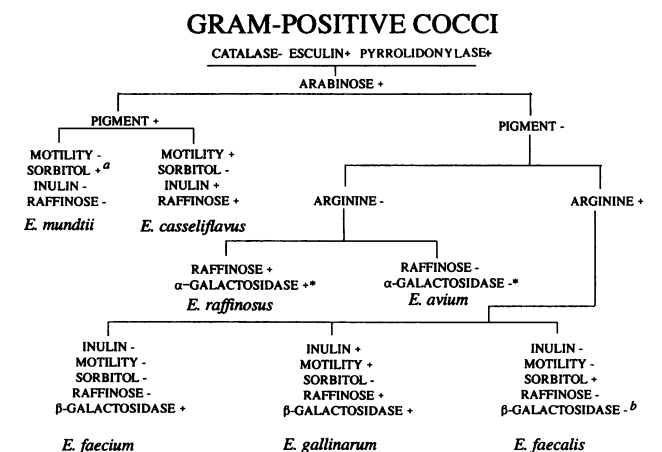 GRAM-POSITIVE COCCI
CATALASE- ESCULIN+ PYRROLIDONYLASE+
ARABINOSE +
PIGMENT +
PIGMENT -
MOTILITY -
SORBITOL +a
INULIN -
RAFFINOSE -
E. mundtii
MOTILITY +
SORBITOL -
INULIN +
RAFFINOSE +
E. casseliflavus
ARGININE -
ARGININE +
RAFFINOSE +
α-GALACTOSIDASE +*
E. raffinosus
RAFFINOSE -
α-GALACTOSIDASE -*
E. avium
INULIN -
MOTILITY -
SORBITOL -
RAFFINOSE -
β-GALACTOSIDASE +
E. faecium
INULIN +
MOTILITY +
SORBITOL -
RAFFINOSE +
β-GALACTOSIDASE +
E. gallinarum
INULIN -
MOTILITY -
SORBITOL +
RAFFINOSE -
β-GALACTOSIDASE -b
E. faecalis